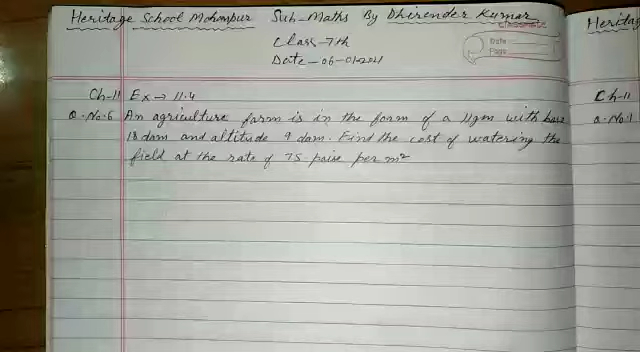 Heritage School Mohanpur Sub-Maths By Dhirender Kumar
Class-7th
Date-06-01-2021
classmate
Date
Page
Ch-11 Ex→11.4
Q.No.6 An agriculture farm is in the form of a ||gm with base
18 dam and altitude 9 dam. Find the cost of watering the
field at the rate of 75 paise per m²
Heritag
Ch-11
Q.No.1